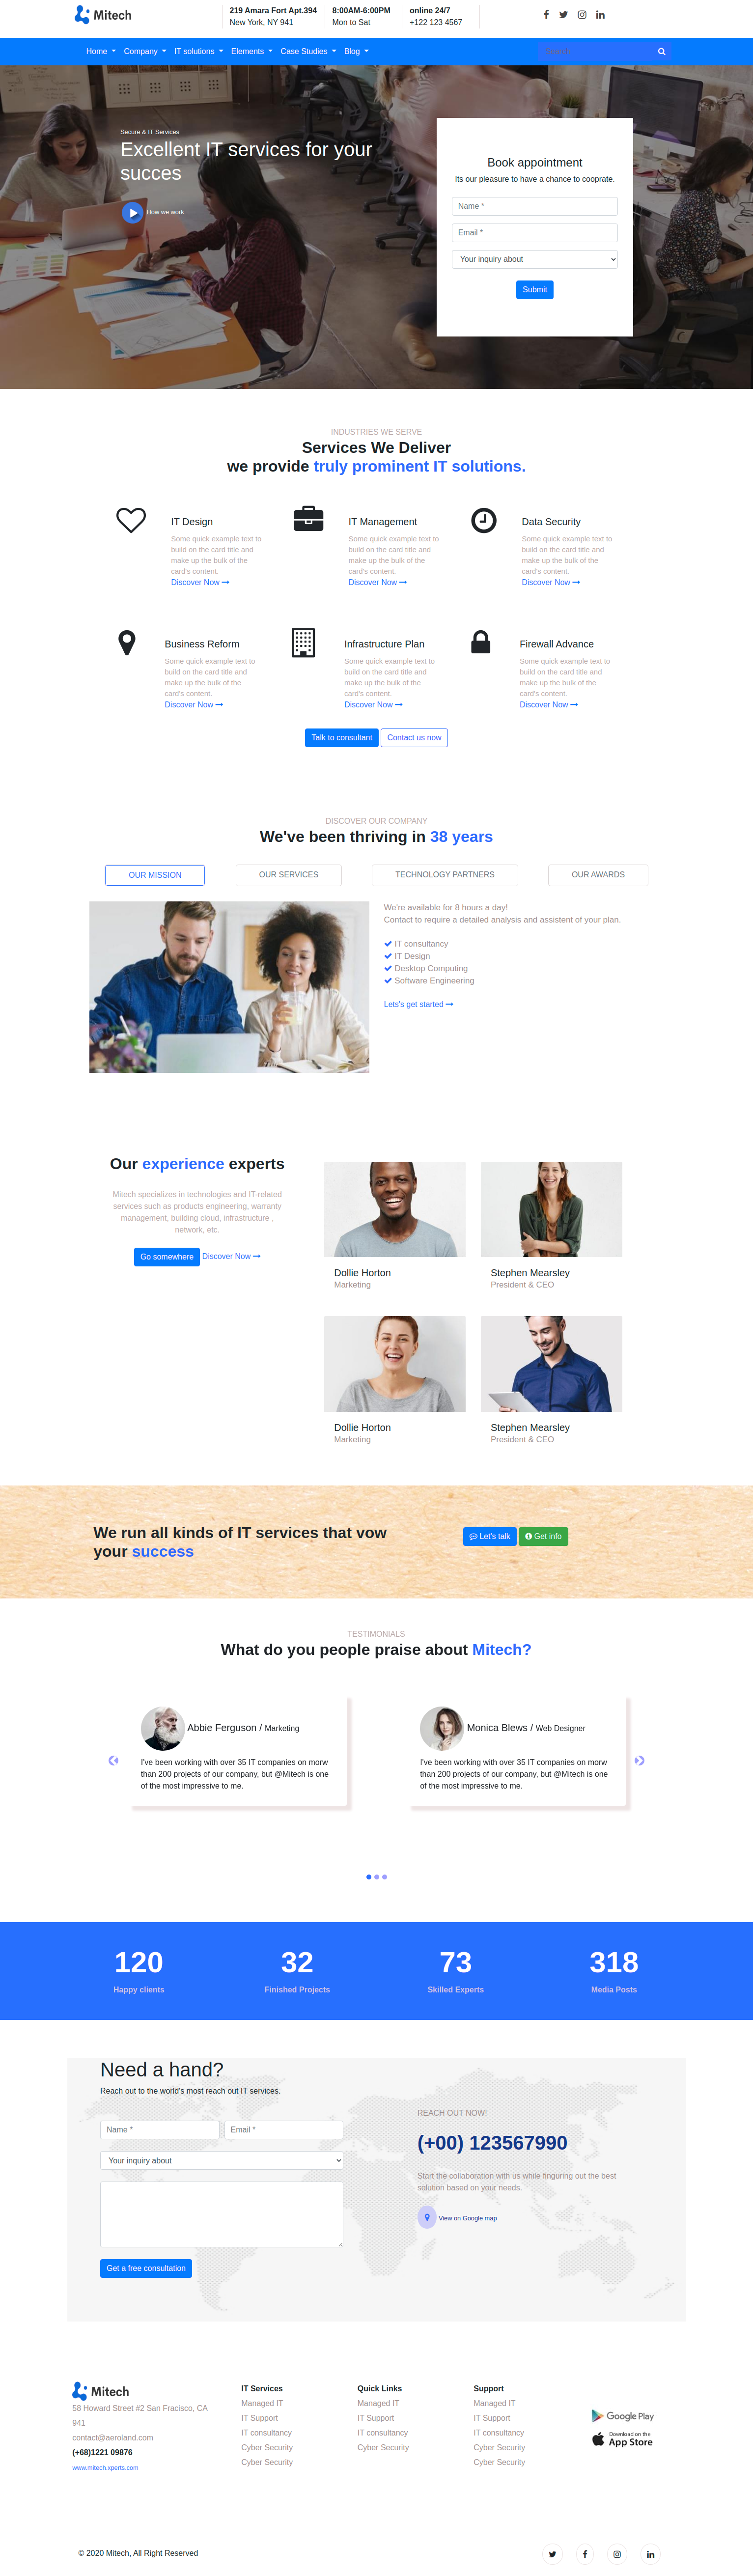 Mitech
219 Amara Fort Apt.394
New York, NY 941
8:00AM-6:00PM
Mon to Sat
online 24/7
+122 123 4567
Home
Company
IT solutions
Elements
Case Studies
Blog
Secure & IT Services
Excellent IT services for your
succes
How we work
Book appointment
Its our pleasure to have a chance to cooprate.
Name *
Email *
Your inquiry about
Submit
INDUSTRIES WE SERVE
Services We Deliver
we provide truly prominent IT solutions.
IT Design
Some quick example text to
build on the card title and
make up the bulk of the
card's content.
Discover Now
IT Management
Some quick example text to
build on the card title and
make up the bulk of the
card's content.
Discover Now
Data Security
Some quick example text to
build on the card title and
make up the bulk of the
card's content.
Discover Now
Business Reform
Some quick example text to
build on the card title and
make up the bulk of the
card's content.
Discover Now
Infrastructure Plan
Some quick example text to
build on the card title and
make up the bulk of the
card's content.
Discover Now
Firewall Advance
Some quick example text to
build on the card title and
make up the bulk of the
card's content.
Discover Now
Talk to consultant
Contact us now
DISCOVER OUR COMPANY
We've been thriving in 38 years
OUR MISSION
OUR SERVICES
TECHNOLOGY PARTNERS
OUR AWARDS
We're available for 8 hours a day!
Contact to require a detailed analysis and assistent of your plan.
IT consultancy
IT Design
Desktop Computing
Software Engineering
Lets's get started
Our experience experts
Mitech specializes in technologies and IT-related
services such as products engineering, warranty
management, building cloud, infrastructure ,
network, etc.
Go somewhere
Discover Now
Dollie Horton
Marketing
Stephen Mearsley
President & CEO
Dollie Horton
Marketing
Stephen Mearsley
President & CEO
We run all kinds of IT services that vow
your success
Let's talk
Get info
TESTIMONIALS
What do you people praise about Mitech?
Abbie Ferguson / Marketing
I've been working with over 35 IT companies on morw
than 200 projects of our company, but @Mitech is one
of the most impressive to me.
Monica Blews / Web Designer
I've been working with over 35 IT companies on morw
than 200 projects of our company, but @Mitech is one
of the most impressive to me.
120
Happy clients
32
Finished Projects
73
Skilled Experts
318
Media Posts
Need a hand?
Reach out to the world's most reach out IT services.
Name *
Email *
Your inquiry about
Get a free consultation
REACH OUT NOW!
(+00) 123567990
Start the collaboration with us while finguring out the best
solution based on your needs.
View on Google map
Mitech
58 Howard Street #2 San Fracisco, CA
941
contact@aeroland.com
(+68)1221 09876
www.mitech.xperts.com
IT Services
Managed IT
IT Support
IT consultancy
Cyber Security
Cyber Security
Quick Links
Managed IT
IT Support
IT consultancy
Cyber Security
Support
Managed IT
IT Support
IT consultancy
Cyber Security
Cyber Security
Google Play
Download on the
App Store
© 2020 Mitech, All Right Reserved